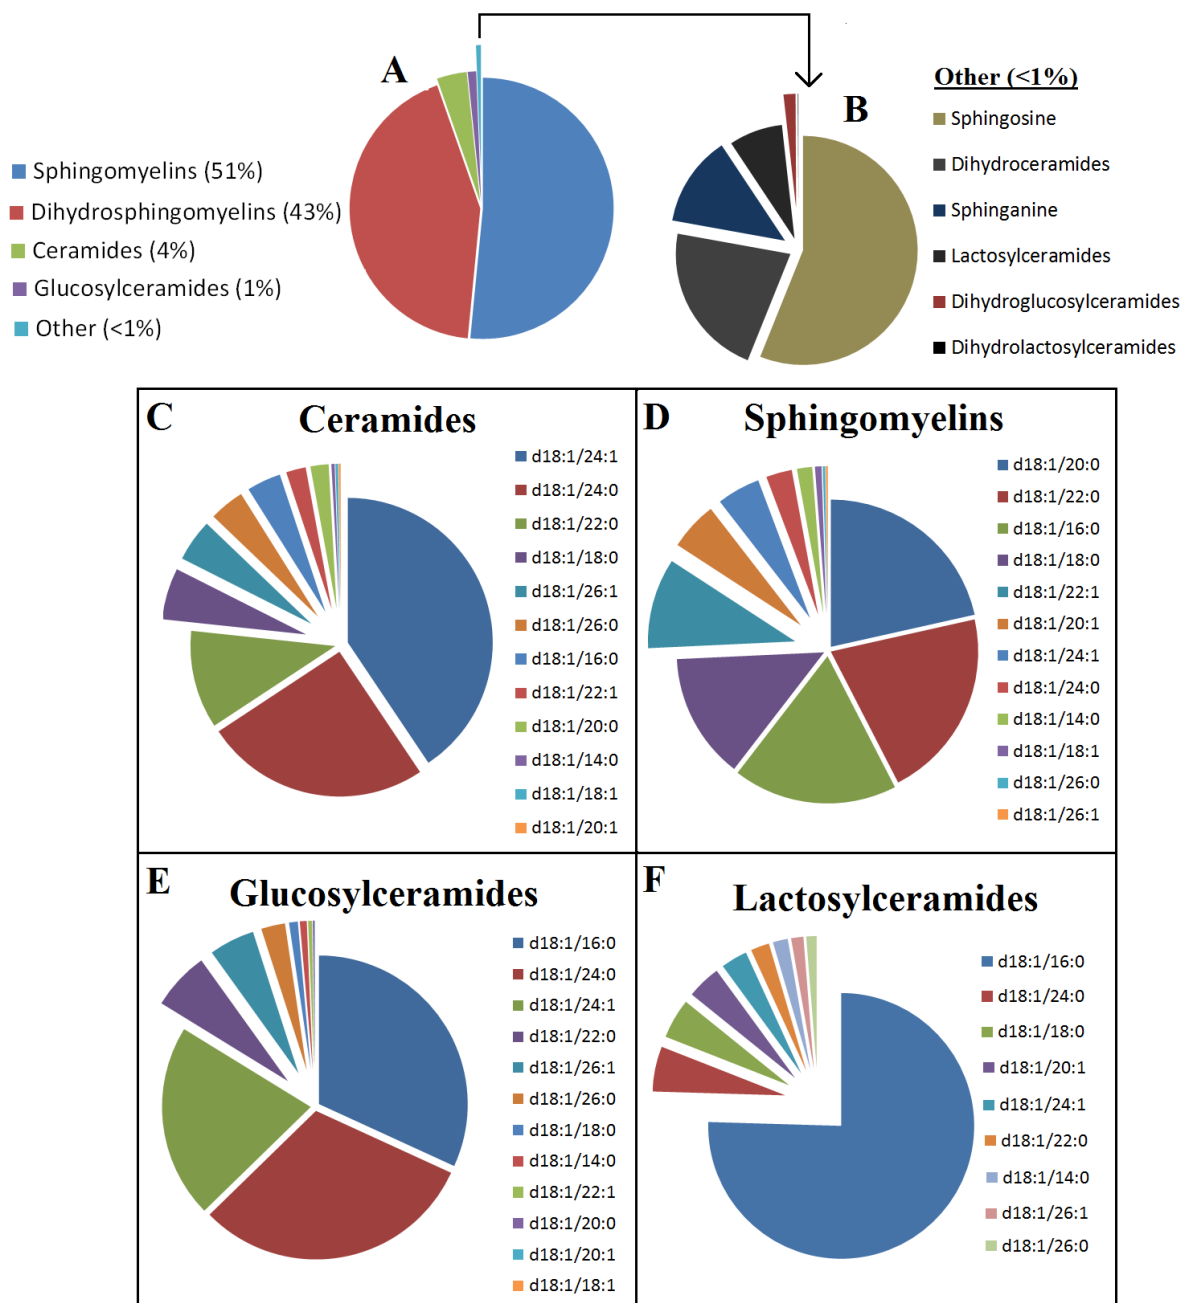 A
Sphingomyelins (51%)
Dihydrosphingomyelins (43%)
Ceramides (4%)
Glucosylceramides (1%)
Other (<1%)
B
Other (<1%)
Sphingosine
Dihydroceramides
Sphinganine
Lactosylceramides
Dihydroglucosylceramides
Dihydrolactosylceramides
C
Ceramides
d18:1/24:1
d18:1/24:0
d18:1/22:0
d18:1/18:0
d18:1/26:1
d18:1/26:0
d18:1/16:0
d18:1/22:1
d18:1/20:0
d18:1/14:0
d18:1/18:1
d18:1/20:1
D
Sphingomyelins
d18:1/20:0
d18:1/22:0
d18:1/16:0
d18:1/18:0
d18:1/22:1
d18:1/20:1
d18:1/24:1
d18:1/24:0
d18:1/14:0
d18:1/18:1
d18:1/26:0
d18:1/26:1
E
Glucosylceramides
d18:1/16:0
d18:1/24:0
d18:1/24:1
d18:1/22:0
d18:1/26:1
d18:1/26:0
d18:1/18:0
d18:1/14:0
d18:1/22:1
d18:1/20:0
d18:1/20:1
d18:1/18:1
F
Lactosylceramides
d18:1/16:0
d18:1/24:0
d18:1/18:0
d18:1/20:1
d18:1/24:1
d18:1/22:0
d18:1/14:0
d18:1/26:1
d18:1/26:0